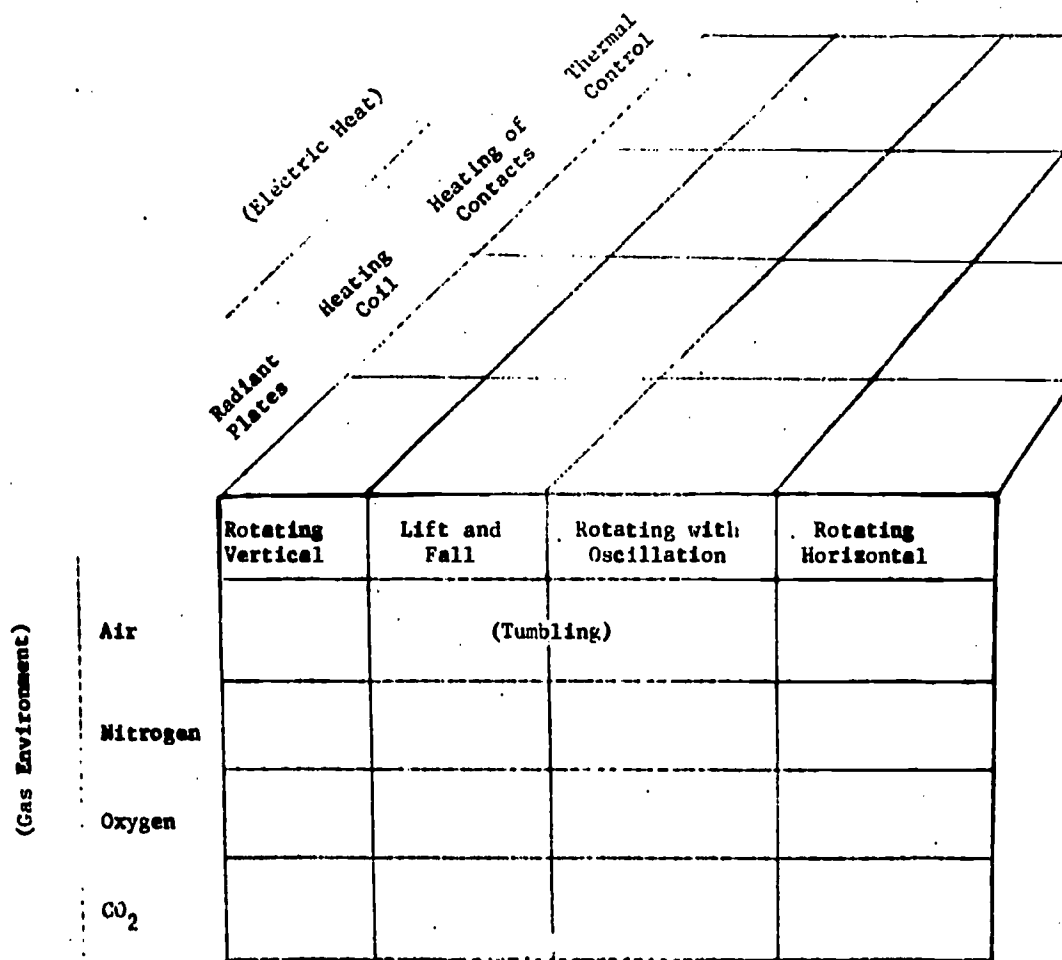 Thermal
Control
(Electric Heat)
Heating of
Contacts
Heating
Coil
Radiant
Plates
Rotating
Vertical
Lift and
Fall
Rotating with
Oscillation
Rotating
Horizontal
(Gas Environment)
Air
(Tumbling)
Nitrogen
Oxygen
CO₂